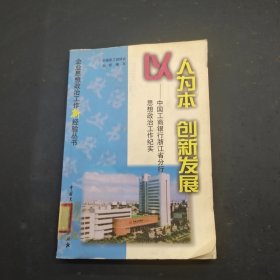 以人为本 创新发展
——中国工商银行浙江省分行
思想政治工作纪实
企业思想政治工作新经验丛书